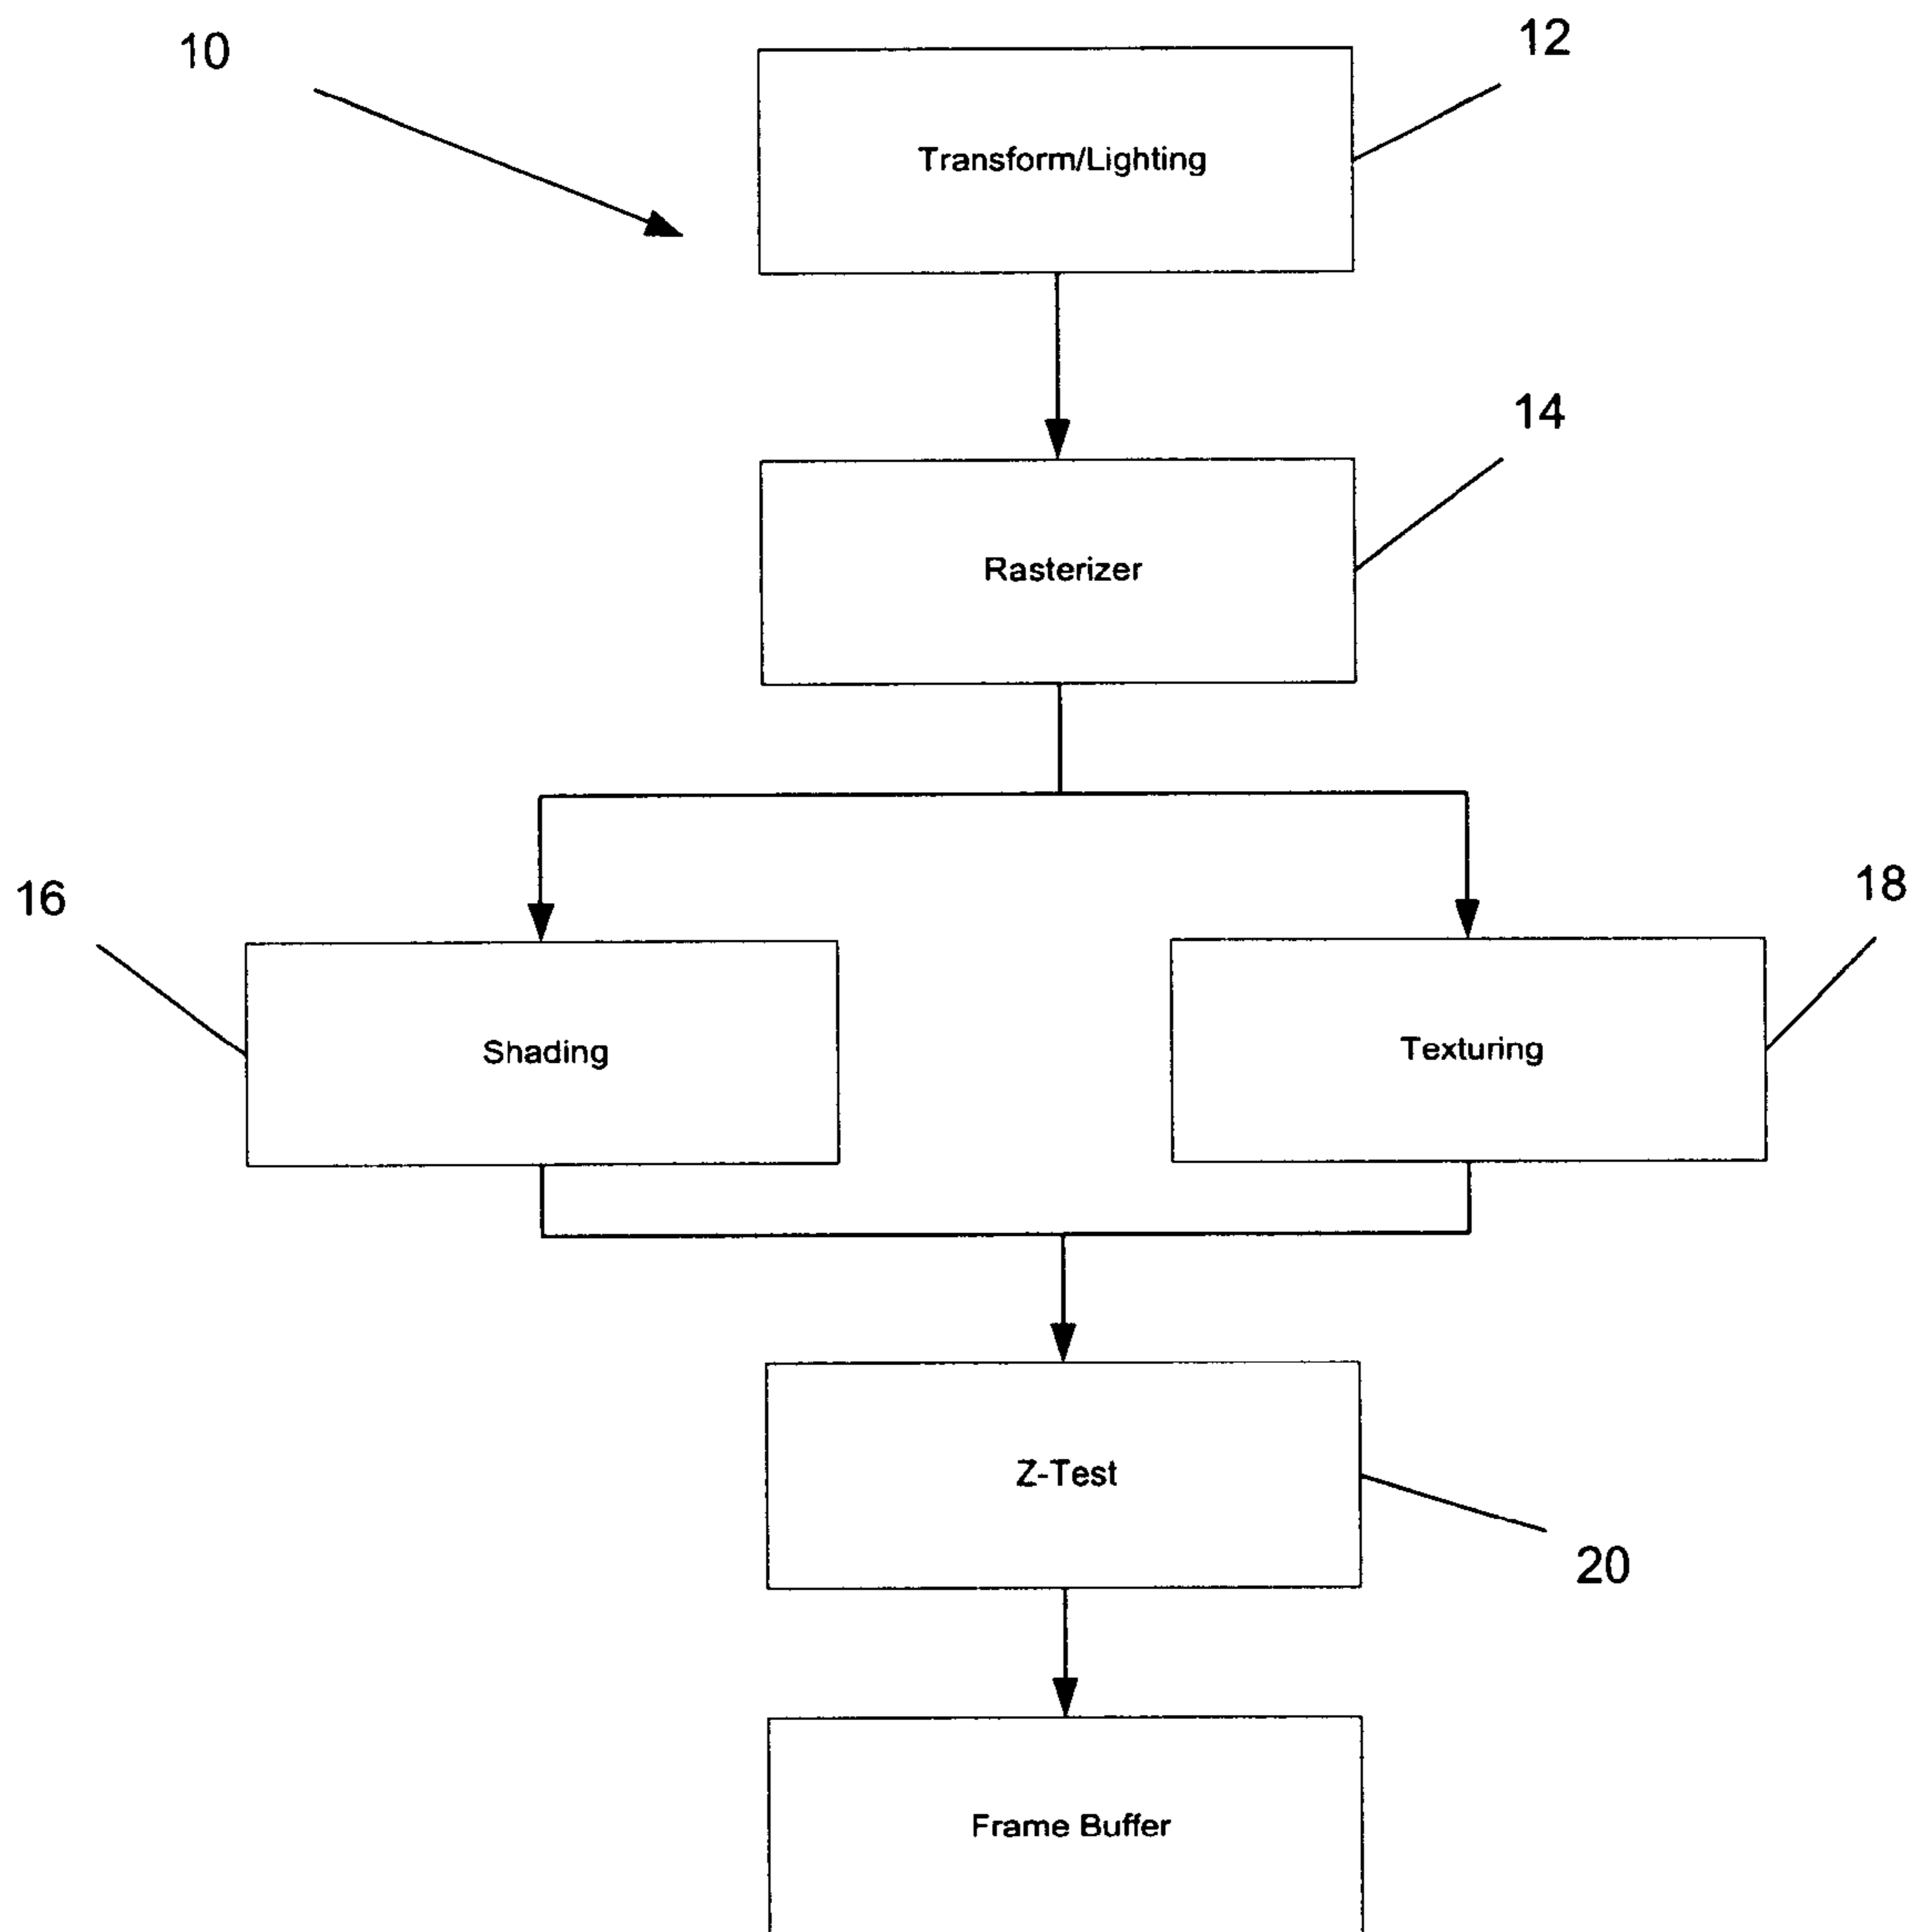 10
12
Transform/Lighting
14
Rasterizer
16
18
Shading
Texturing
Z-Test
20
Frame Buffer